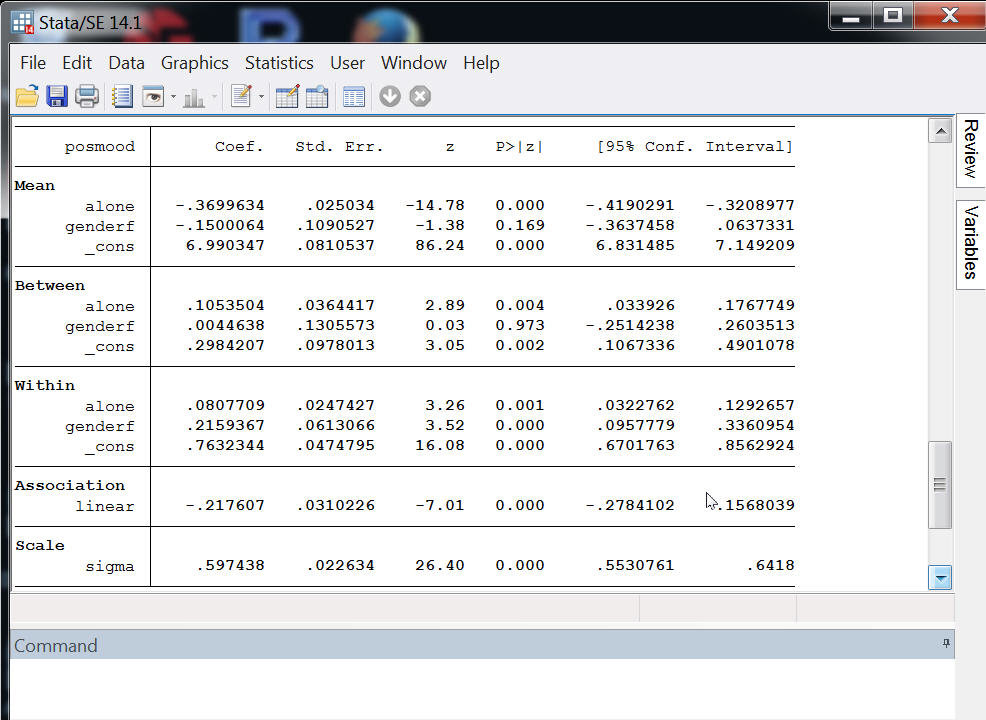 Stata/SE 14.1
File Edit Data Graphics Statistics User Window Help
posmood Coef. Std. Err. z P>|z| [95% Conf. Interval]
Mean
alone -.3699634 .025034 -14.78 0.000 -.4190291 -.3208977
genderf -.1500064 .1090527 -1.38 0.169 -.3637458 .0637331
_cons 6.990347 .0810537 86.24 0.000 6.831485 7.149209
Between
alone .1053504 .0364417 2.89 0.004 .033926 .1767749
genderf .0044638 .1305573 0.03 0.973 -.2514238 .2603513
_cons .2984207 .0978013 3.05 0.002 .1067336 .4901078
Within
alone .0807709 .0247427 3.26 0.001 .0322762 .1292657
genderf .2159367 .0613066 3.52 0.000 .0957779 .3360954
_cons .7632344 .0474795 16.08 0.000 .6701763 .8562924
Association
linear -.217607 .0310226 -7.01 0.000 -.2784102 .1568039
Scale
sigma .597438 .022634 26.40 0.000 .5530761 .6418
Command
Review
Variables